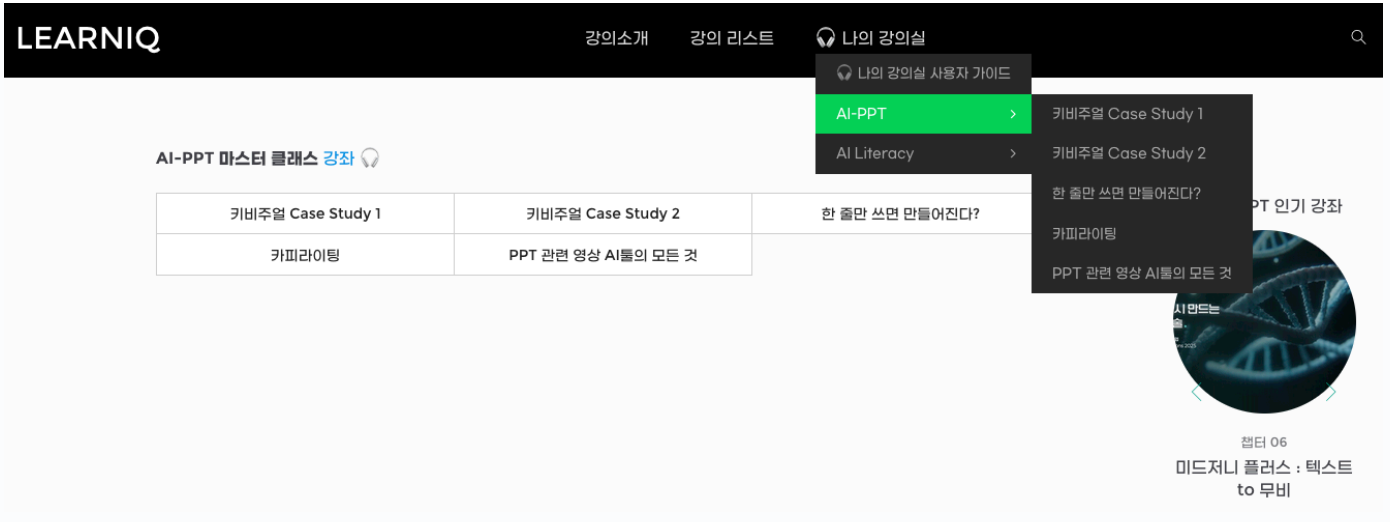 LEARNIQ
강의소개
강의 리스트
🎧 나의 강의실
🎧 나의 강의실 사용자 가이드
AI-PPT
AI Literacy
키비주얼 Case Study 1
키비주얼 Case Study 2
한 줄만 쓰면 만들어진다?
카피라이팅
PPT 관련 영상 AI툴의 모든 것
AI-PPT 마스터 클래스 강좌 🎧
키비주얼 Case Study 1
키비주얼 Case Study 2
한 줄만 쓰면 만들어진다?
카피라이팅
PPT 관련 영상 AI툴의 모든 것
PT 인기 강좌
시 만드는
챕터 06
미드저니 플러스 : 텍스트
to 무비